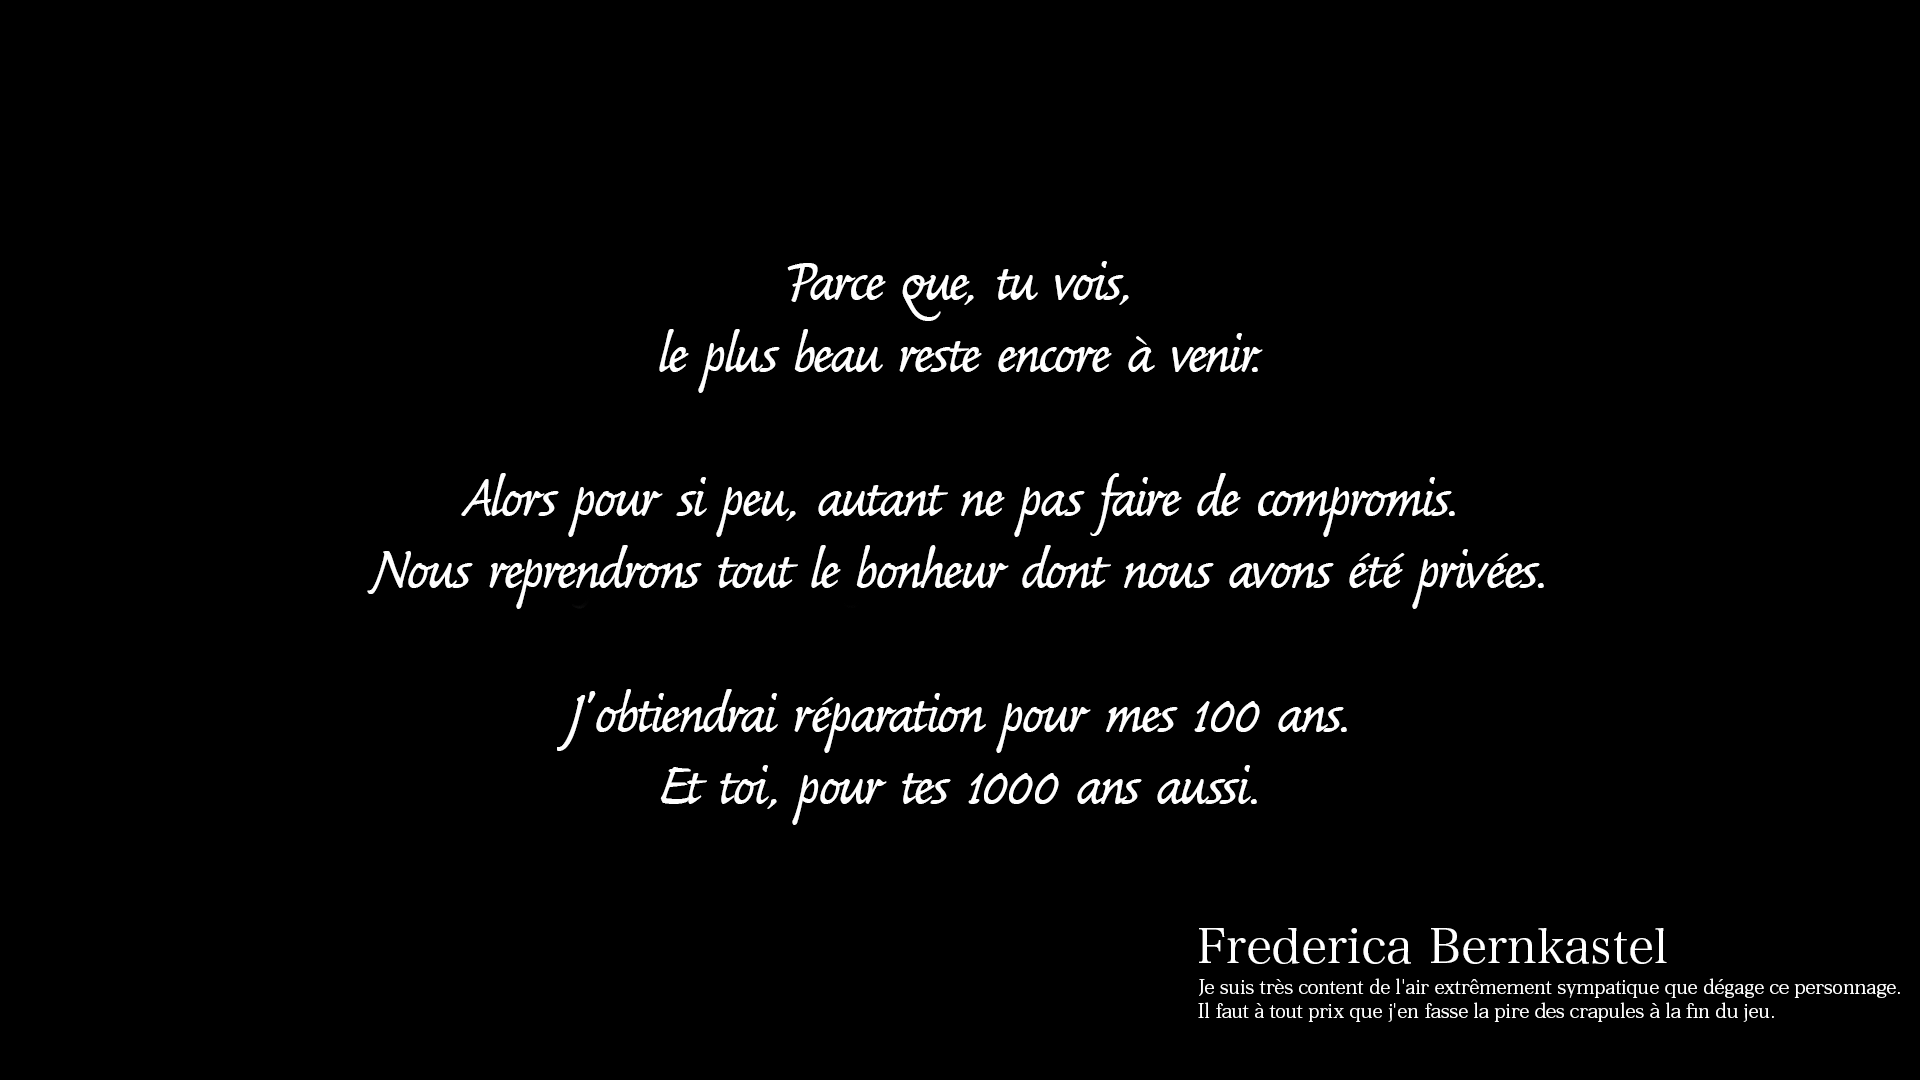 Parce que, tu vois,
le plus beau reste encore à venir.
Alors pour si peu, autant ne pas faire de compromis.
Nous reprendrons tout le bonheur dont nous avons été privées.
J'obtiendrai réparation pour mes 100 ans.
Et toi, pour tes 1000 ans aussi.
Frederica Bernkastel
Je suis très content de l'air extrêmement sympatique que dégage ce personnage.
Il faut à tout prix que j'en fasse la pire des crapules à la fin du jeu.